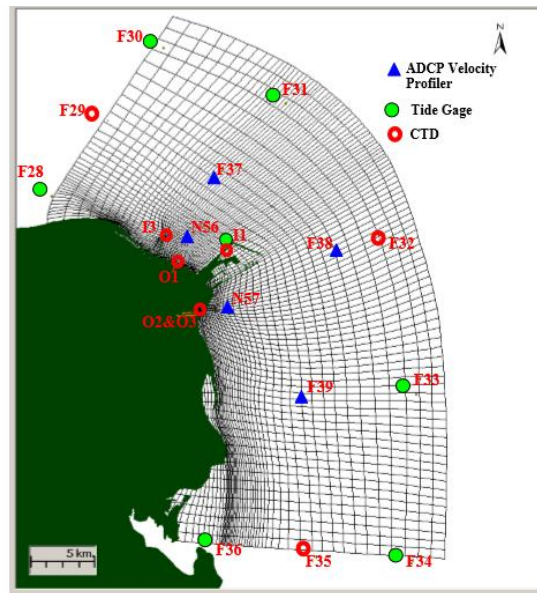 F30
Z
ADCP Velocity
Profiler
F31
Tide Gage
F29
CTD
F28
F37
I3
N56
I1
F38
F32
O1
N57
O2&O3
F39
F33
F36
F35
F34
5 km